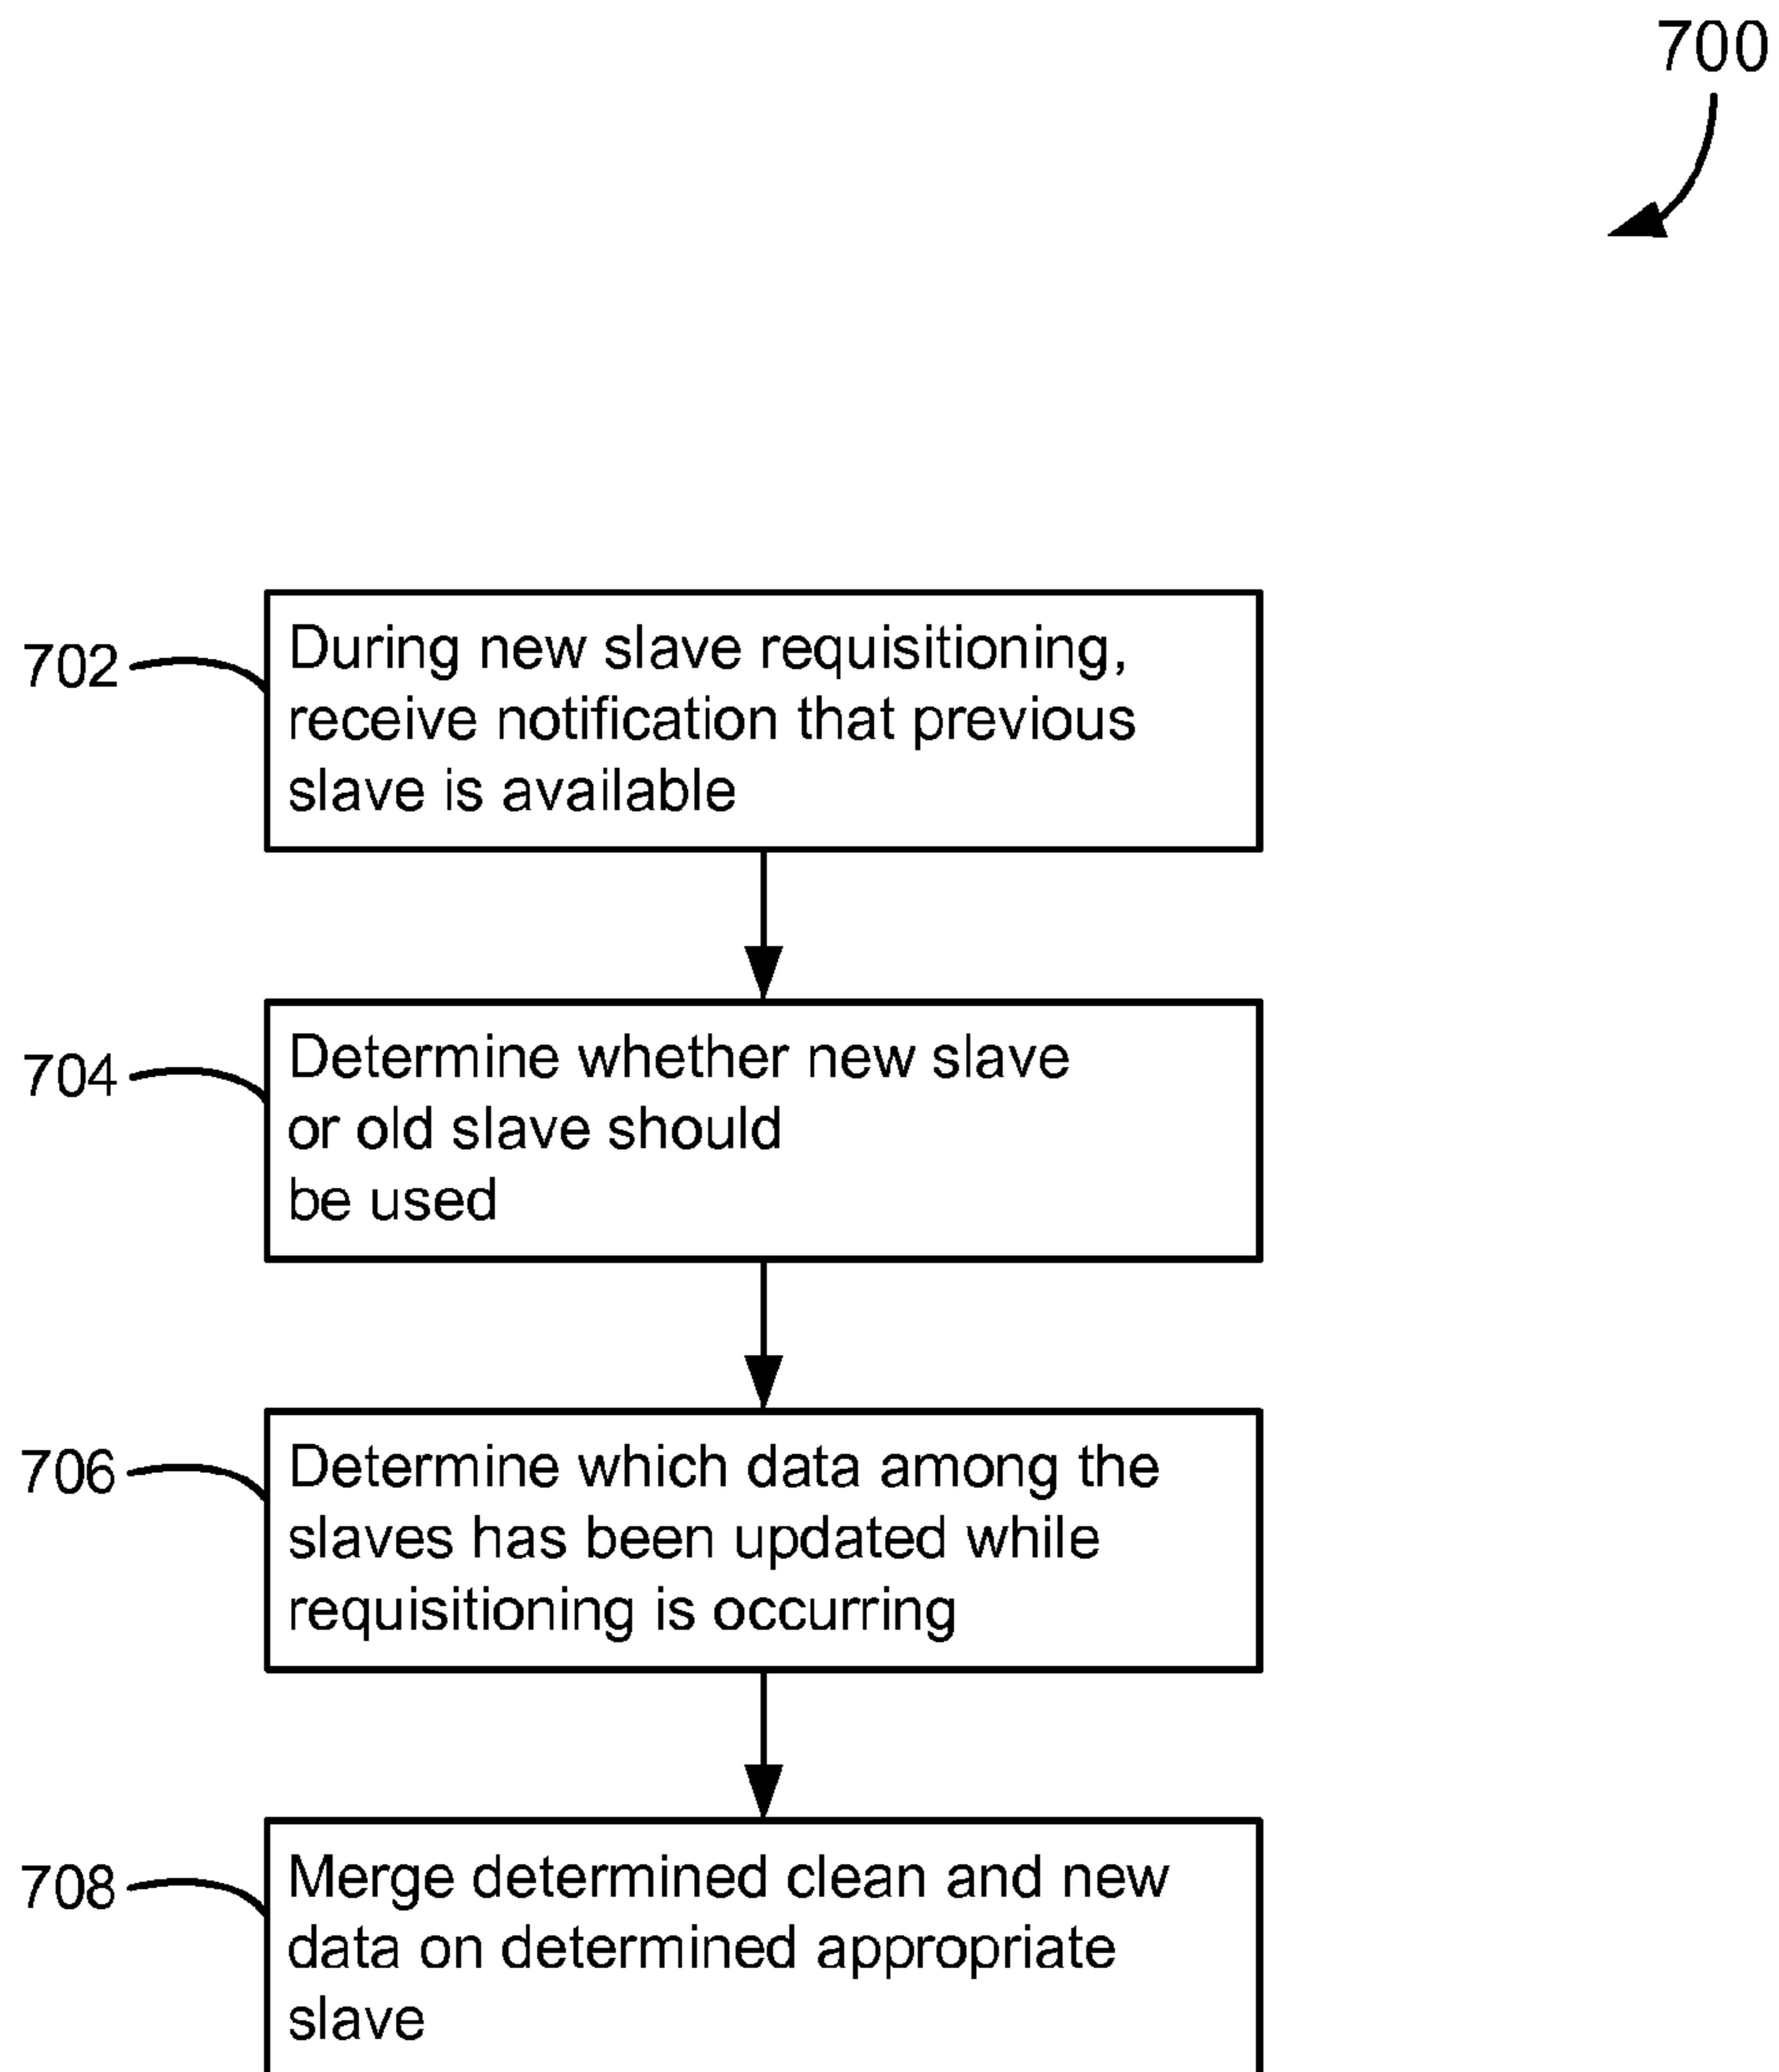 700
702
During new slave requisitioning,
receive notification that previous
slave is available
704
Determine whether new slave
or old slave should
be used
706
Determine which data among the
slaves has been updated while
requisitioning is occurring
708
Merge determined clean and new
data on determined appropriate
slave